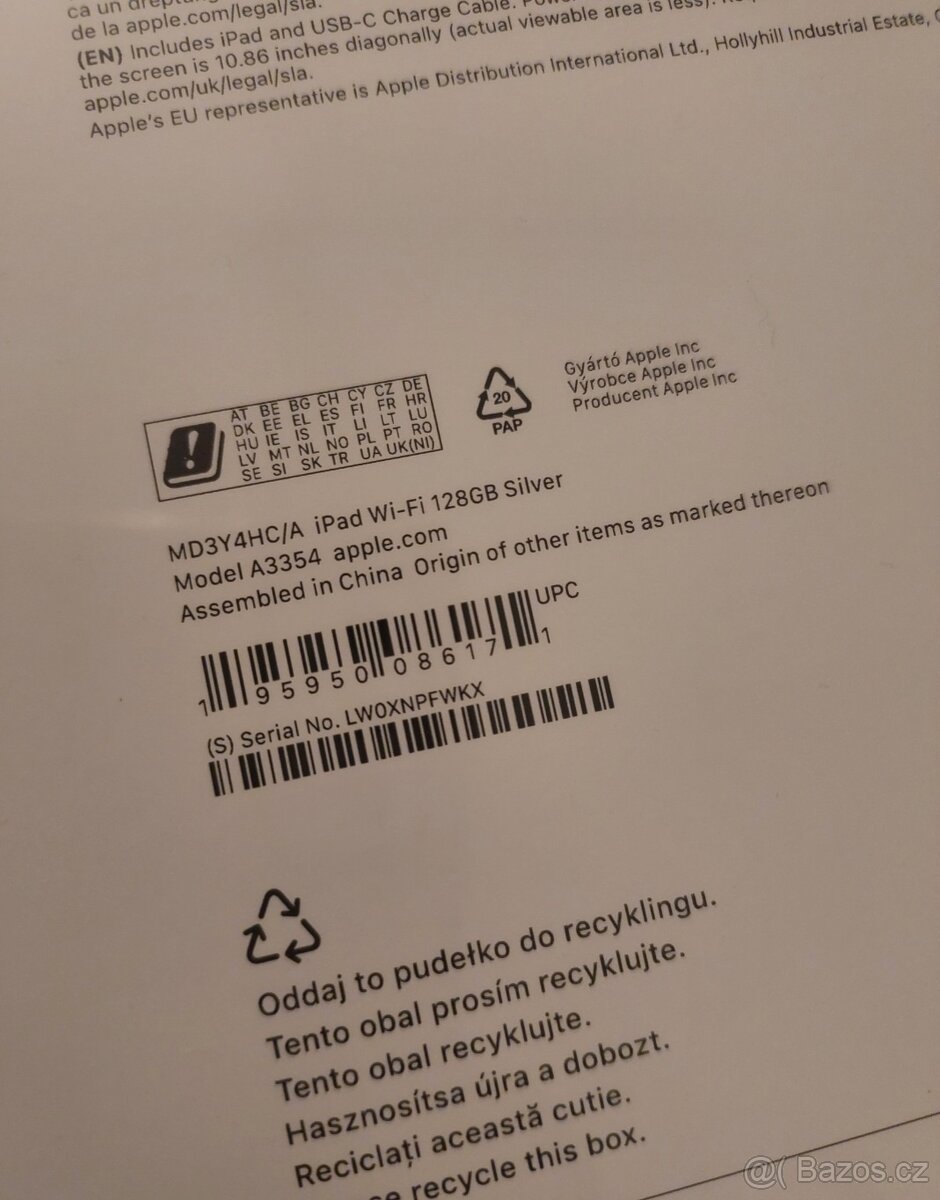 ca un
de la apple.com/legal/sla.
(EN) Includes iPad and USB-C Charge Cable.
the screen is 10.86 inches diagonally (actual viewable area is less).
apple.com/uk/legal/sla.
Apple's EU representative is Apple Distribution International Ltd., Hollyhill Industrial Estate,
AT BE BG CH CY CZ DE
DK EE EL ES FI FR HR
HU IE IS IT LI LT LU
LV MT NL NO PL PT RO
SE SI SK TR UA UK(NI)
20
PAP
Gyártó Apple Inc
Výrobce Apple Inc
Producent Apple Inc
MD3Y4HC/A iPad Wi-Fi 128GB Silver
Model A3354 apple.com
Assembled in China Origin of other items as marked thereon
UPC
1 95950 08617 1
(S) Serial No. LW0XNPFWKX
Oddaj to pudełko do recyklingu.
Tento obal prosím recyklujte.
Tento obal recyklujte.
Hasznosítsa újra a dobozt.
Reciclați această cutie.
recycle this box.
@( Bazos.cz